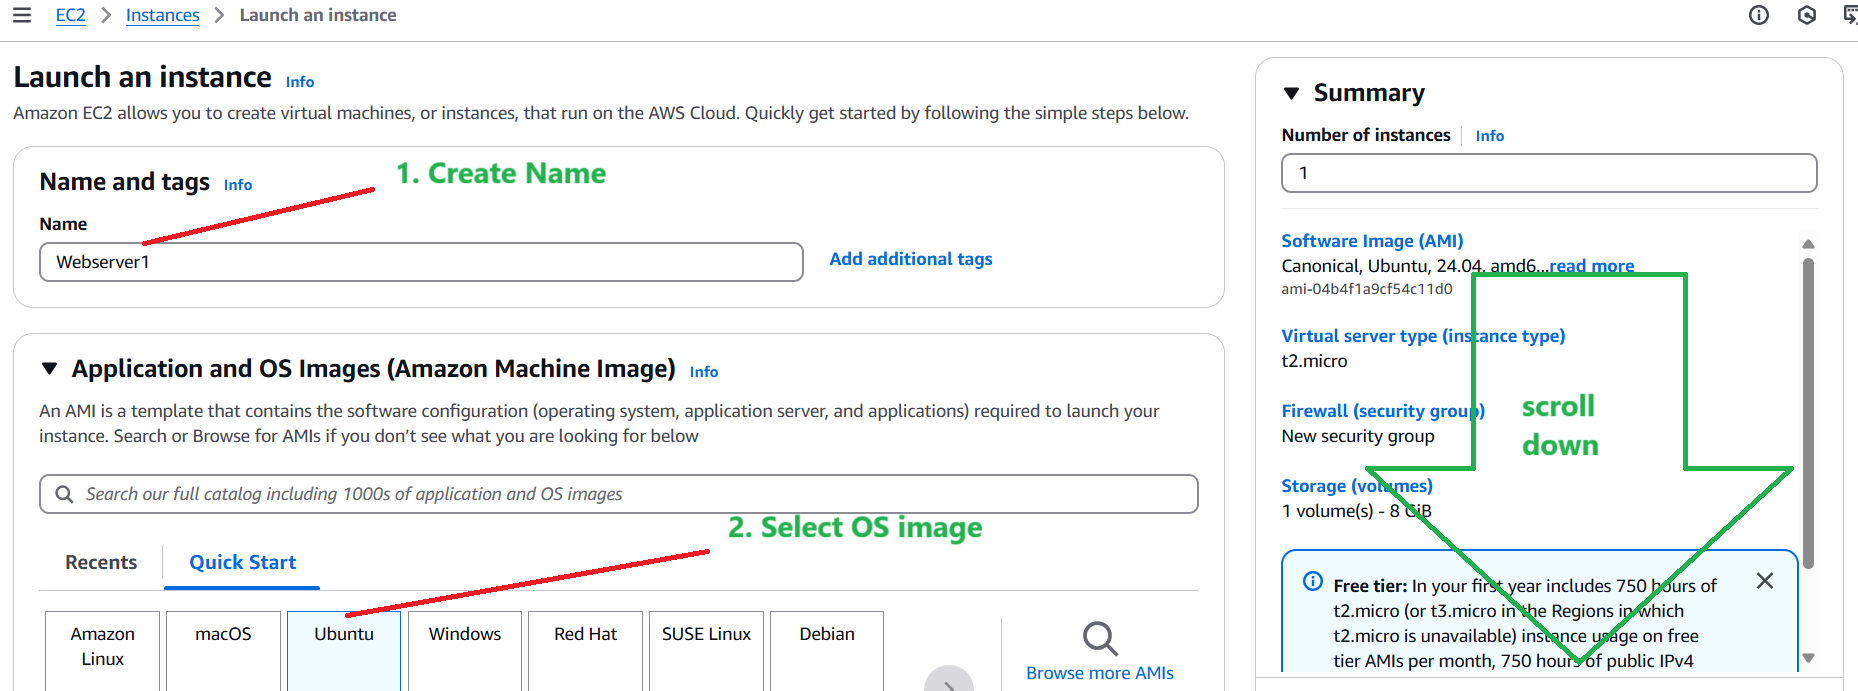 EC2 > Instances > Launch an instance
Launch an instance Info
Amazon EC2 allows you to create virtual machines, or instances, that run on the AWS Cloud. Quickly get started by following the simple steps below.
Name and tags Info
1. Create Name
Name
Webserver1
Add additional tags
Application and OS Images (Amazon Machine Image) Info
An AMI is a template that contains the software configuration (operating system, application server, and applications) required to launch your
instance. Search or Browse for AMIs if you don't see what you are looking for below
Search our full catalog including 1000s of application and OS images
2. Select OS image
Recents
Quick Start
Amazon
Linux
macOS
Ubuntu
Windows
Red Hat
SUSE Linux
Debian
Browse more AMIs
Summary
Number of instances Info
1
Software Image (AMI)
Canonical, Ubuntu, 24.04, amd6...read more
ami-04b4f1a9cf54c11d0
Virtual server type (instance type)
t2.micro
Firewall (security group)
New security group
scroll
down
Storage (volumes)
1 volume(s) - 8 GiB
Free tier: In your first year includes 750 hours of
t2.micro (or t3.micro in the Regions in which
t2.micro is unavailable) instance usage on free
tier AMIs per month, 750 hours of public IPv4